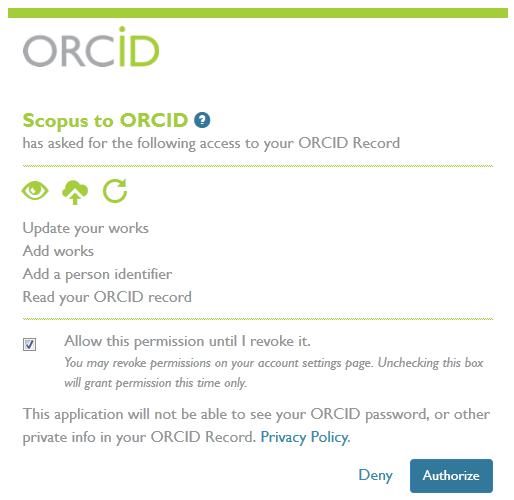 ORCID
Scopus to ORCID ?
has asked for the following access to your ORCID Record
Update your works
Add works
Add a person identifier
Read your ORCID record
Allow this permission until I revoke it.
You may revoke permissions on your account settings page. Unchecking this box
will grant permission this time only.
This application will not be able to see your ORCID password, or other
private info in your ORCID Record. Privacy Policy.
Deny Authorize